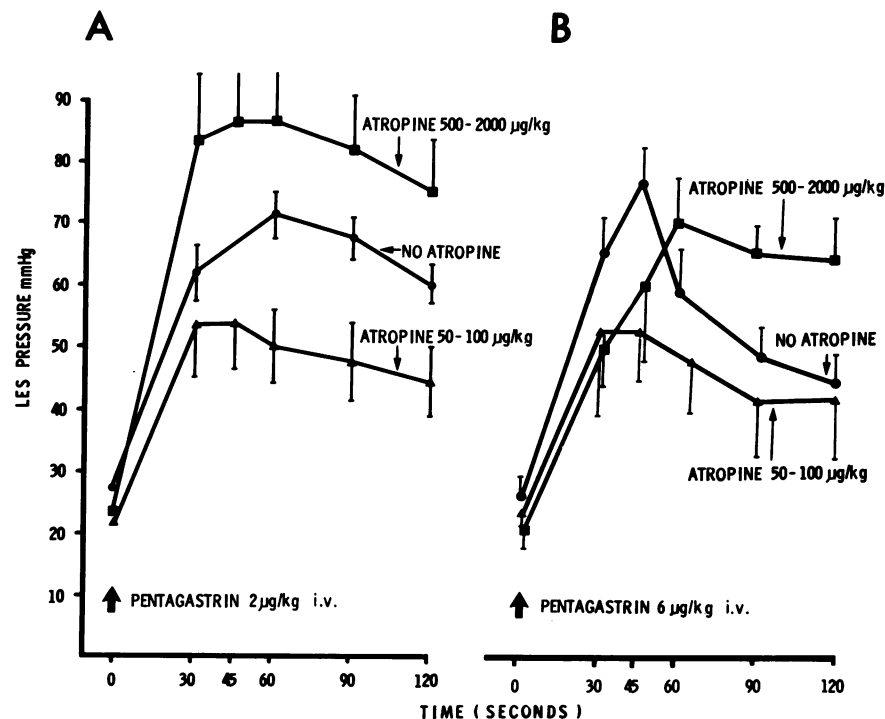 A
B
LES PRESSURE mmHg
90
80
70
60
50
40
30
20
10
ATROPINE 500-2000 µg/kg
NO ATROPINE
ATROPINE 50-100 µg/kg
PENTAGASTRIN 2µg/kg i.v.
0 30 45 60 90 120
ATROPINE 500-2000 µg/kg
NO ATROPINE
ATROPINE 50-100 µg/kg
PENTAGASTRIN 6 µg/kg i.v.
0 30 45 60 90 120
TIME ( SECONDS )